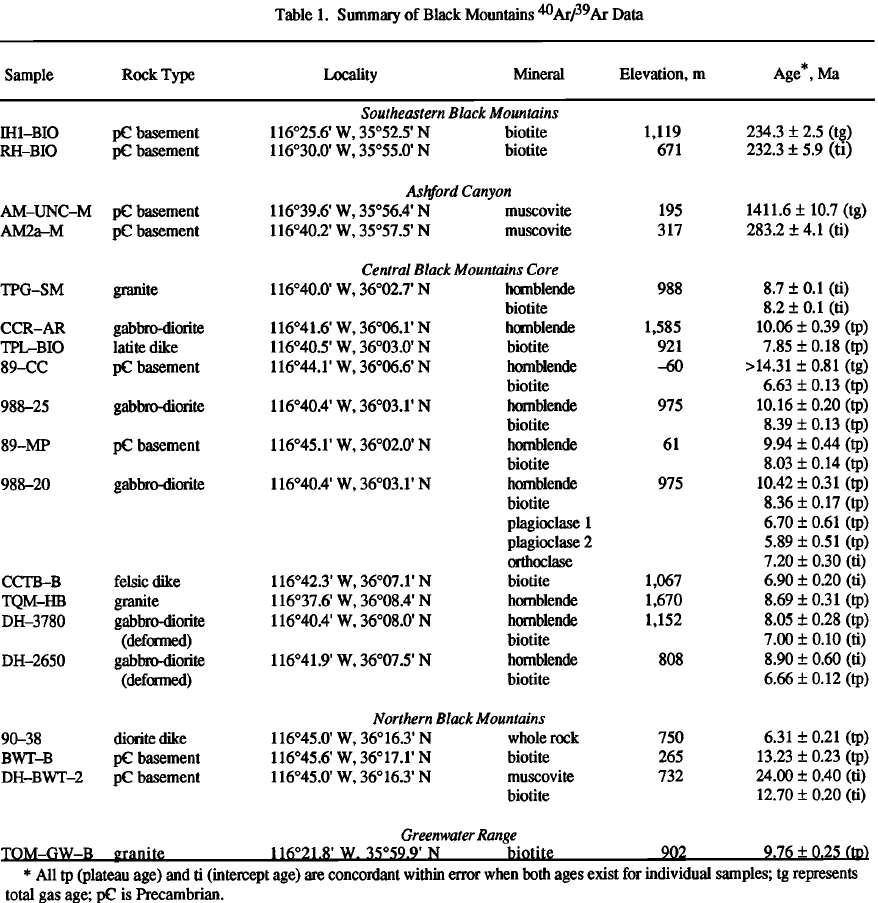 Table 1. Summary of Black Mountains ⁴⁰Ar/³⁹Ar Data
Sample Rock Type Locality Mineral Elevation, m Age*, Ma
Southeastern Black Mountains
IH1–BIO p€ basement 116°25.6' W, 35°52.5' N biotite 1,119 234.3 ± 2.5 (tg)
RH–BIO p€ basement 116°30.0' W, 35°55.0' N biotite 671 232.3 ± 5.9 (ti)
Ashford Canyon
AM–UNC–M p€ basement 116°39.6' W, 35°56.4' N muscovite 195 1411.6 ± 10.7 (tg)
AM2a–M p€ basement 116°40.2' W, 35°57.5' N muscovite 317 283.2 ± 4.1 (ti)
Central Black Mountains Core
TPG–SM granite 116°40.0' W, 36°02.7' N hornblende 988 8.7 ± 0.1 (ti)
biotite 8.2 ± 0.1 (ti)
CCR–AR gabbro-diorite 116°41.6' W, 36°06.1' N hornblende 1,585 10.06 ± 0.39 (tp)
TPL–BIO latite dike 116°40.5' W, 36°03.0' N biotite 921 7.85 ± 0.18 (tp)
89–CC p€ basement 116°44.1' W, 36°06.6' N hornblende –60 >14.31 ± 0.81 (tg)
biotite 6.63 ± 0.13 (tp)
988–25 gabbro-diorite 116°40.4' W, 36°03.1' N hornblende 975 10.16 ± 0.20 (tp)
biotite 8.39 ± 0.13 (tp)
89–MP p€ basement 116°45.1' W, 36°02.0' N hornblende 61 9.94 ± 0.44 (tp)
biotite 8.03 ± 0.14 (tp)
988–20 gabbro-diorite 116°40.4' W, 36°03.1' N hornblende 975 10.42 ± 0.31 (tp)
biotite 8.36 ± 0.17 (tp)
plagioclase 1 6.70 ± 0.61 (tp)
plagioclase 2 5.89 ± 0.51 (tp)
orthoclase 7.20 ± 0.30 (ti)
CCTB–B felsic dike 116°42.3' W, 36°07.1' N biotite 1,067 6.90 ± 0.20 (ti)
TQM–HB granite 116°37.6' W, 36°08.4' N hornblende 1,670 8.69 ± 0.31 (tp)
DH–3780 gabbro-diorite 116°40.4' W, 36°08.0' N hornblende 1,152 8.05 ± 0.28 (tp)
(deformed) biotite 7.00 ± 0.10 (ti)
DH–2650 gabbro-diorite 116°41.9' W, 36°07.5' N hornblende 808 8.90 ± 0.60 (ti)
(deformed) biotite 6.66 ± 0.12 (tp)
Northern Black Mountains
90–38 diorite dike 116°45.0' W, 36°16.3' N whole rock 750 6.31 ± 0.21 (tp)
BWT–B p€ basement 116°45.6' W, 36°17.1' N biotite 265 13.23 ± 0.23 (tp)
DH–BWT–2 p€ basement 116°45.0' W, 36°16.3' N muscovite 732 24.00 ± 0.40 (ti)
biotite 12.70 ± 0.20 (ti)
Greenwater Range
TOM–GW–B granite 116°21.8' W, 35°59.9' N biotite 902 9.76 ± 0.25 (tp)
* All tp (plateau age) and ti (intercept age) are concordant within error when both ages exist for individual samples; tg represents
total gas age; p€ is Precambrian.